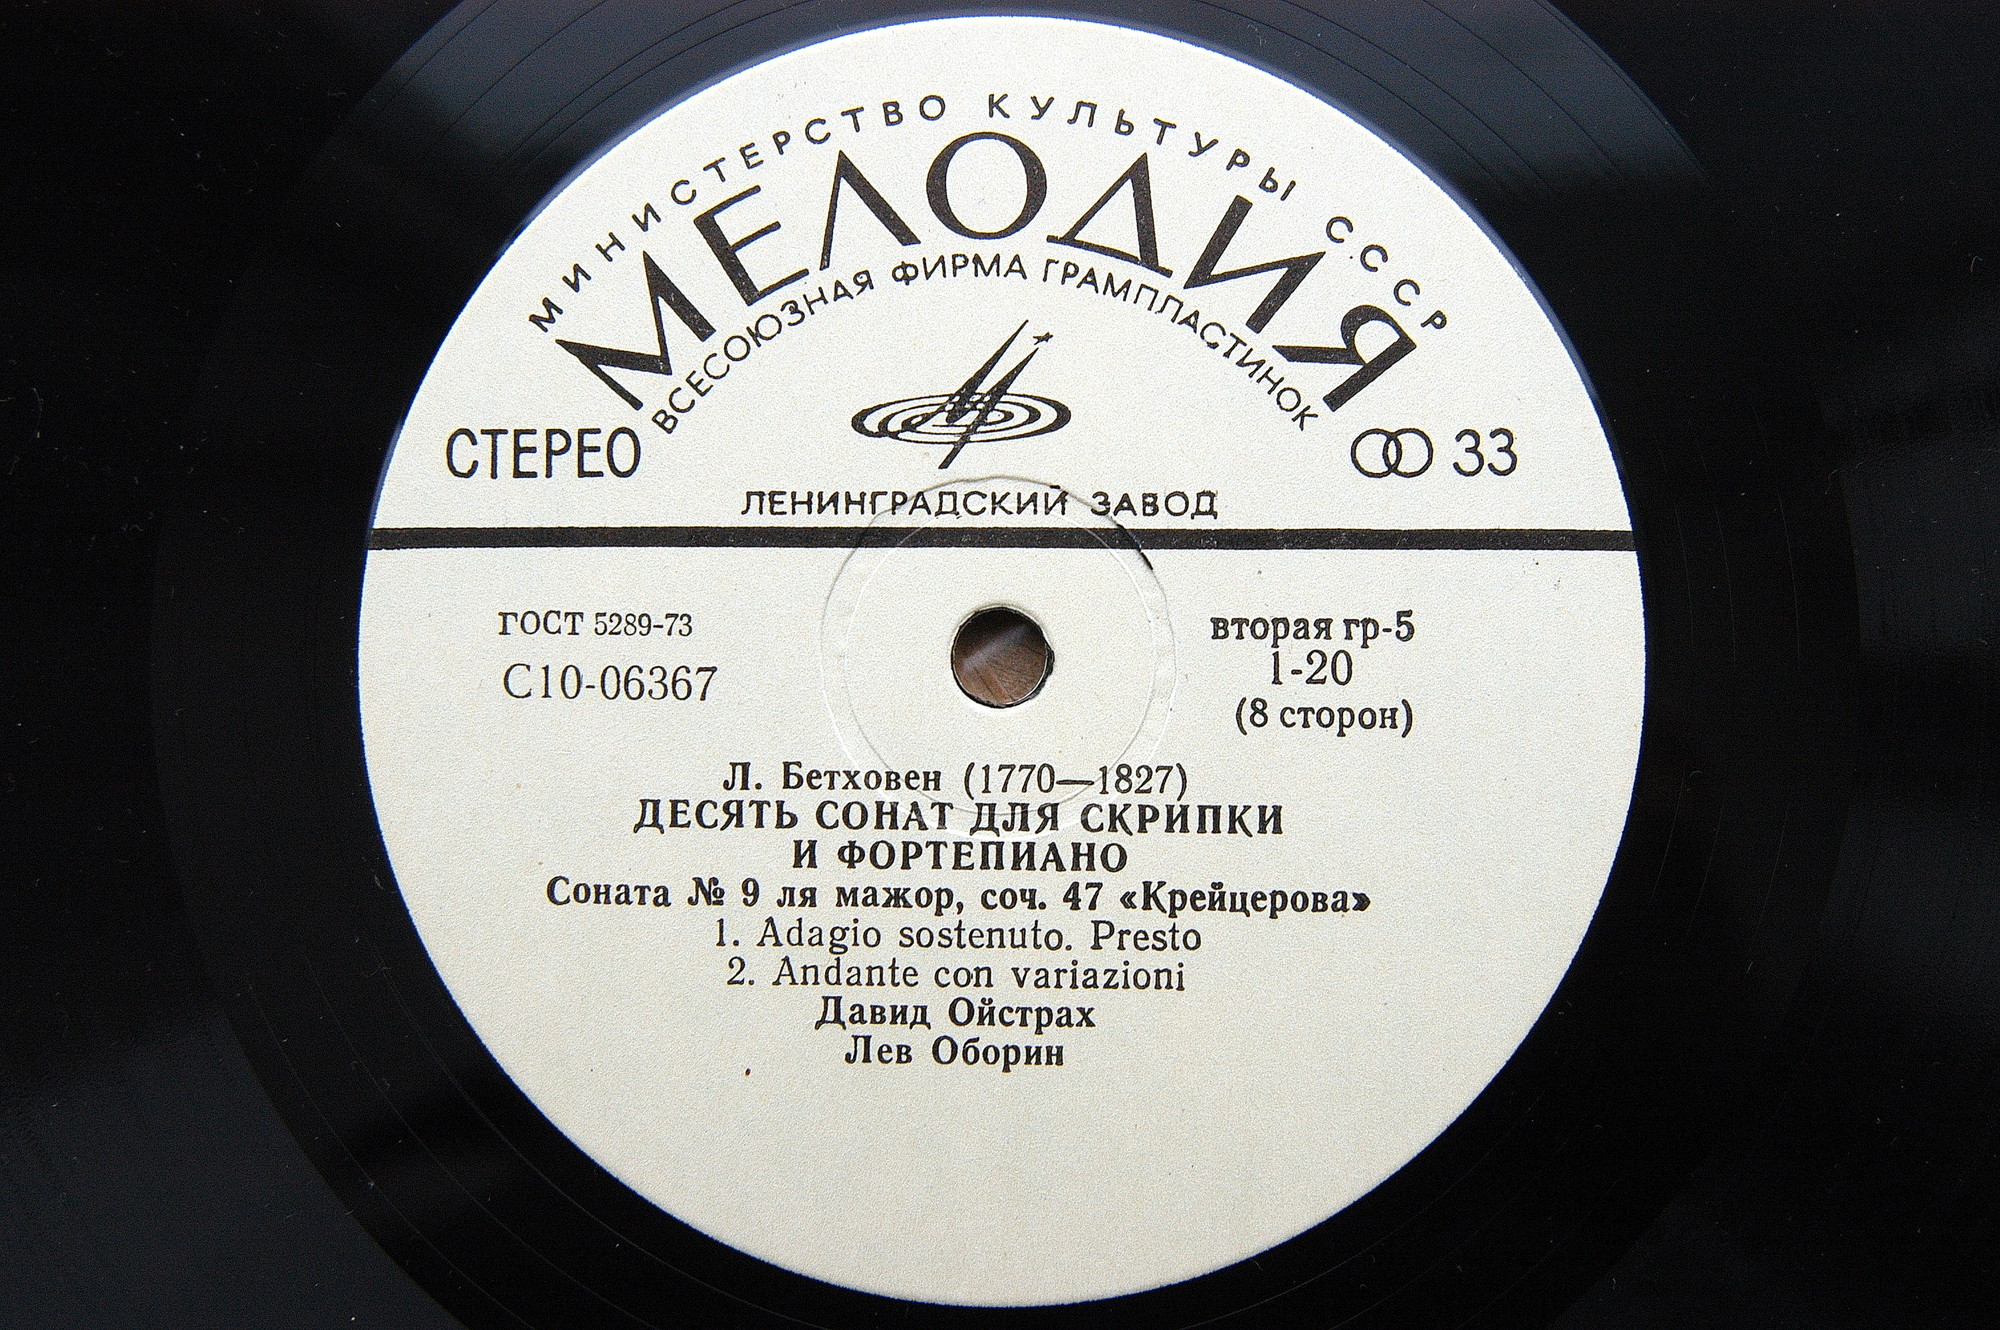 МИНИСТЕРСТВО КУЛЬТУРЫ СССР
МЕЛОДИЯ
ВСЕСОЮЗНАЯ ФИРМА ГРАМПЛАСТИНОК
СТЕРЕО
33
ЛЕНИНГРАДСКИЙ ЗАВОД
ГОСТ 5289-73
С10-06367
вторая гр-5
1-20
(8 сторон)
Л. Бетховен (1770—1827)
ДЕСЯТЬ СОНАТ ДЛЯ СКРИПКИ
И ФОРТЕПИАНО
Соната № 9 ля мажор, соч. 47 «Крейцерова»
1. Adagio sostenuto. Presto
2. Andante con variazioni
Давид Ойстрах
Лев Оборин